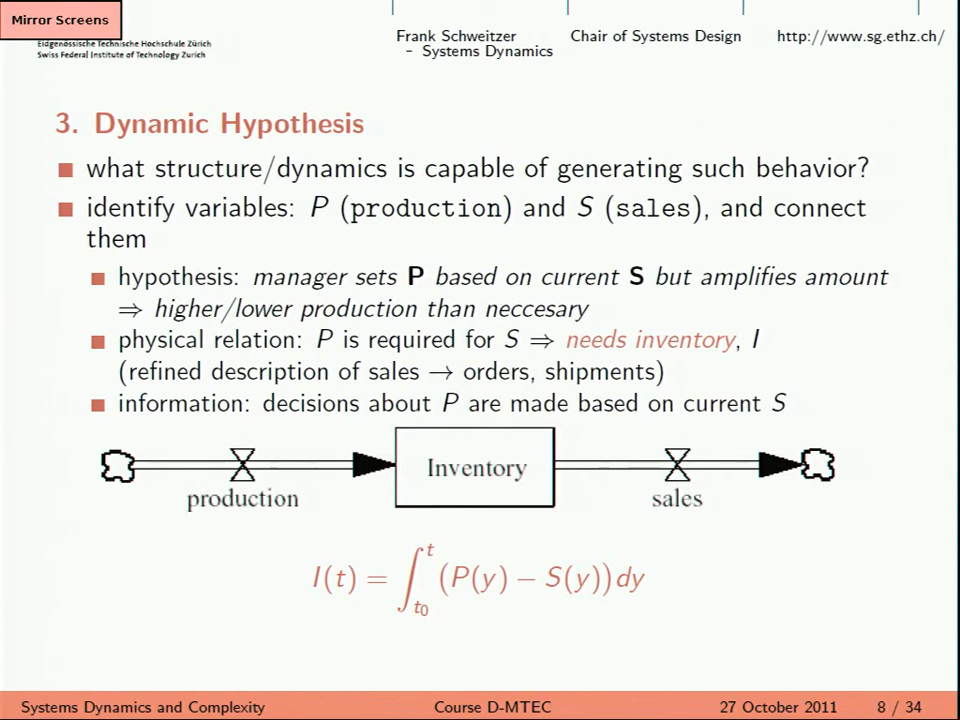 Mirror Screens
Eidgenössische Technische Hochschule Zürich
Swiss Federal Institute of Technology Zurich
Frank Schweitzer
– Systems Dynamics
Chair of Systems Design
http://www.sg.ethz.ch/
3. Dynamic Hypothesis
what structure/dynamics is capable of generating such behavior?
identify variables: P (production) and S (sales), and connect
them
hypothesis: manager sets P based on current S but amplifies amount
⇒ higher/lower production than neccesary
physical relation: P is required for S ⇒ needs inventory, I
(refined description of sales → orders, shipments)
information: decisions about P are made based on current S
Inventory
production
sales
I(t) = ∫_{t_0}^{t} (P(y) − S(y)) dy
Systems Dynamics and Complexity
Course D-MTEC
27 October 2011
8 / 34